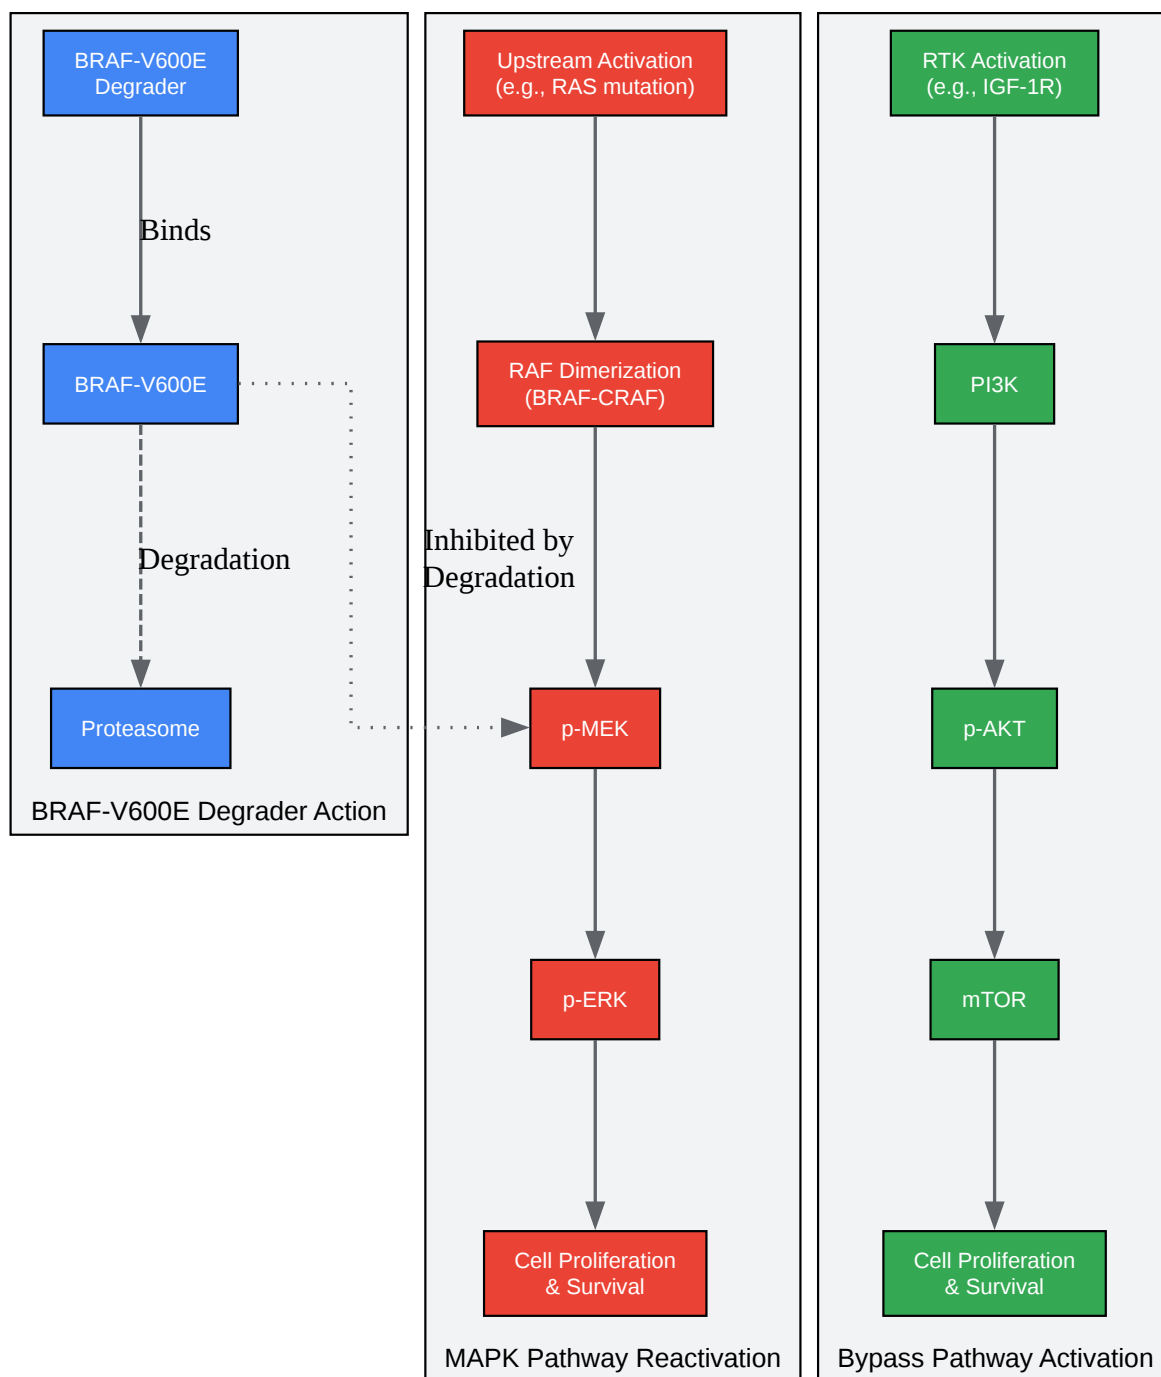 BRAF-V600E
Degrader
Binds
BRAF-V600E
Degradation
Proteasome
BRAF-V600E Degrader Action
Upstream Activation
(e.g., RAS mutation)
RAF Dimerization
(BRAF-CRAF)
Inhibited by
Degradation
p-MEK
p-ERK
Cell Proliferation
& Survival
MAPK Pathway Reactivation
RTK Activation
(e.g., IGF-1R)
PI3K
p-AKT
mTOR
Cell Proliferation
& Survival
Bypass Pathway Activation